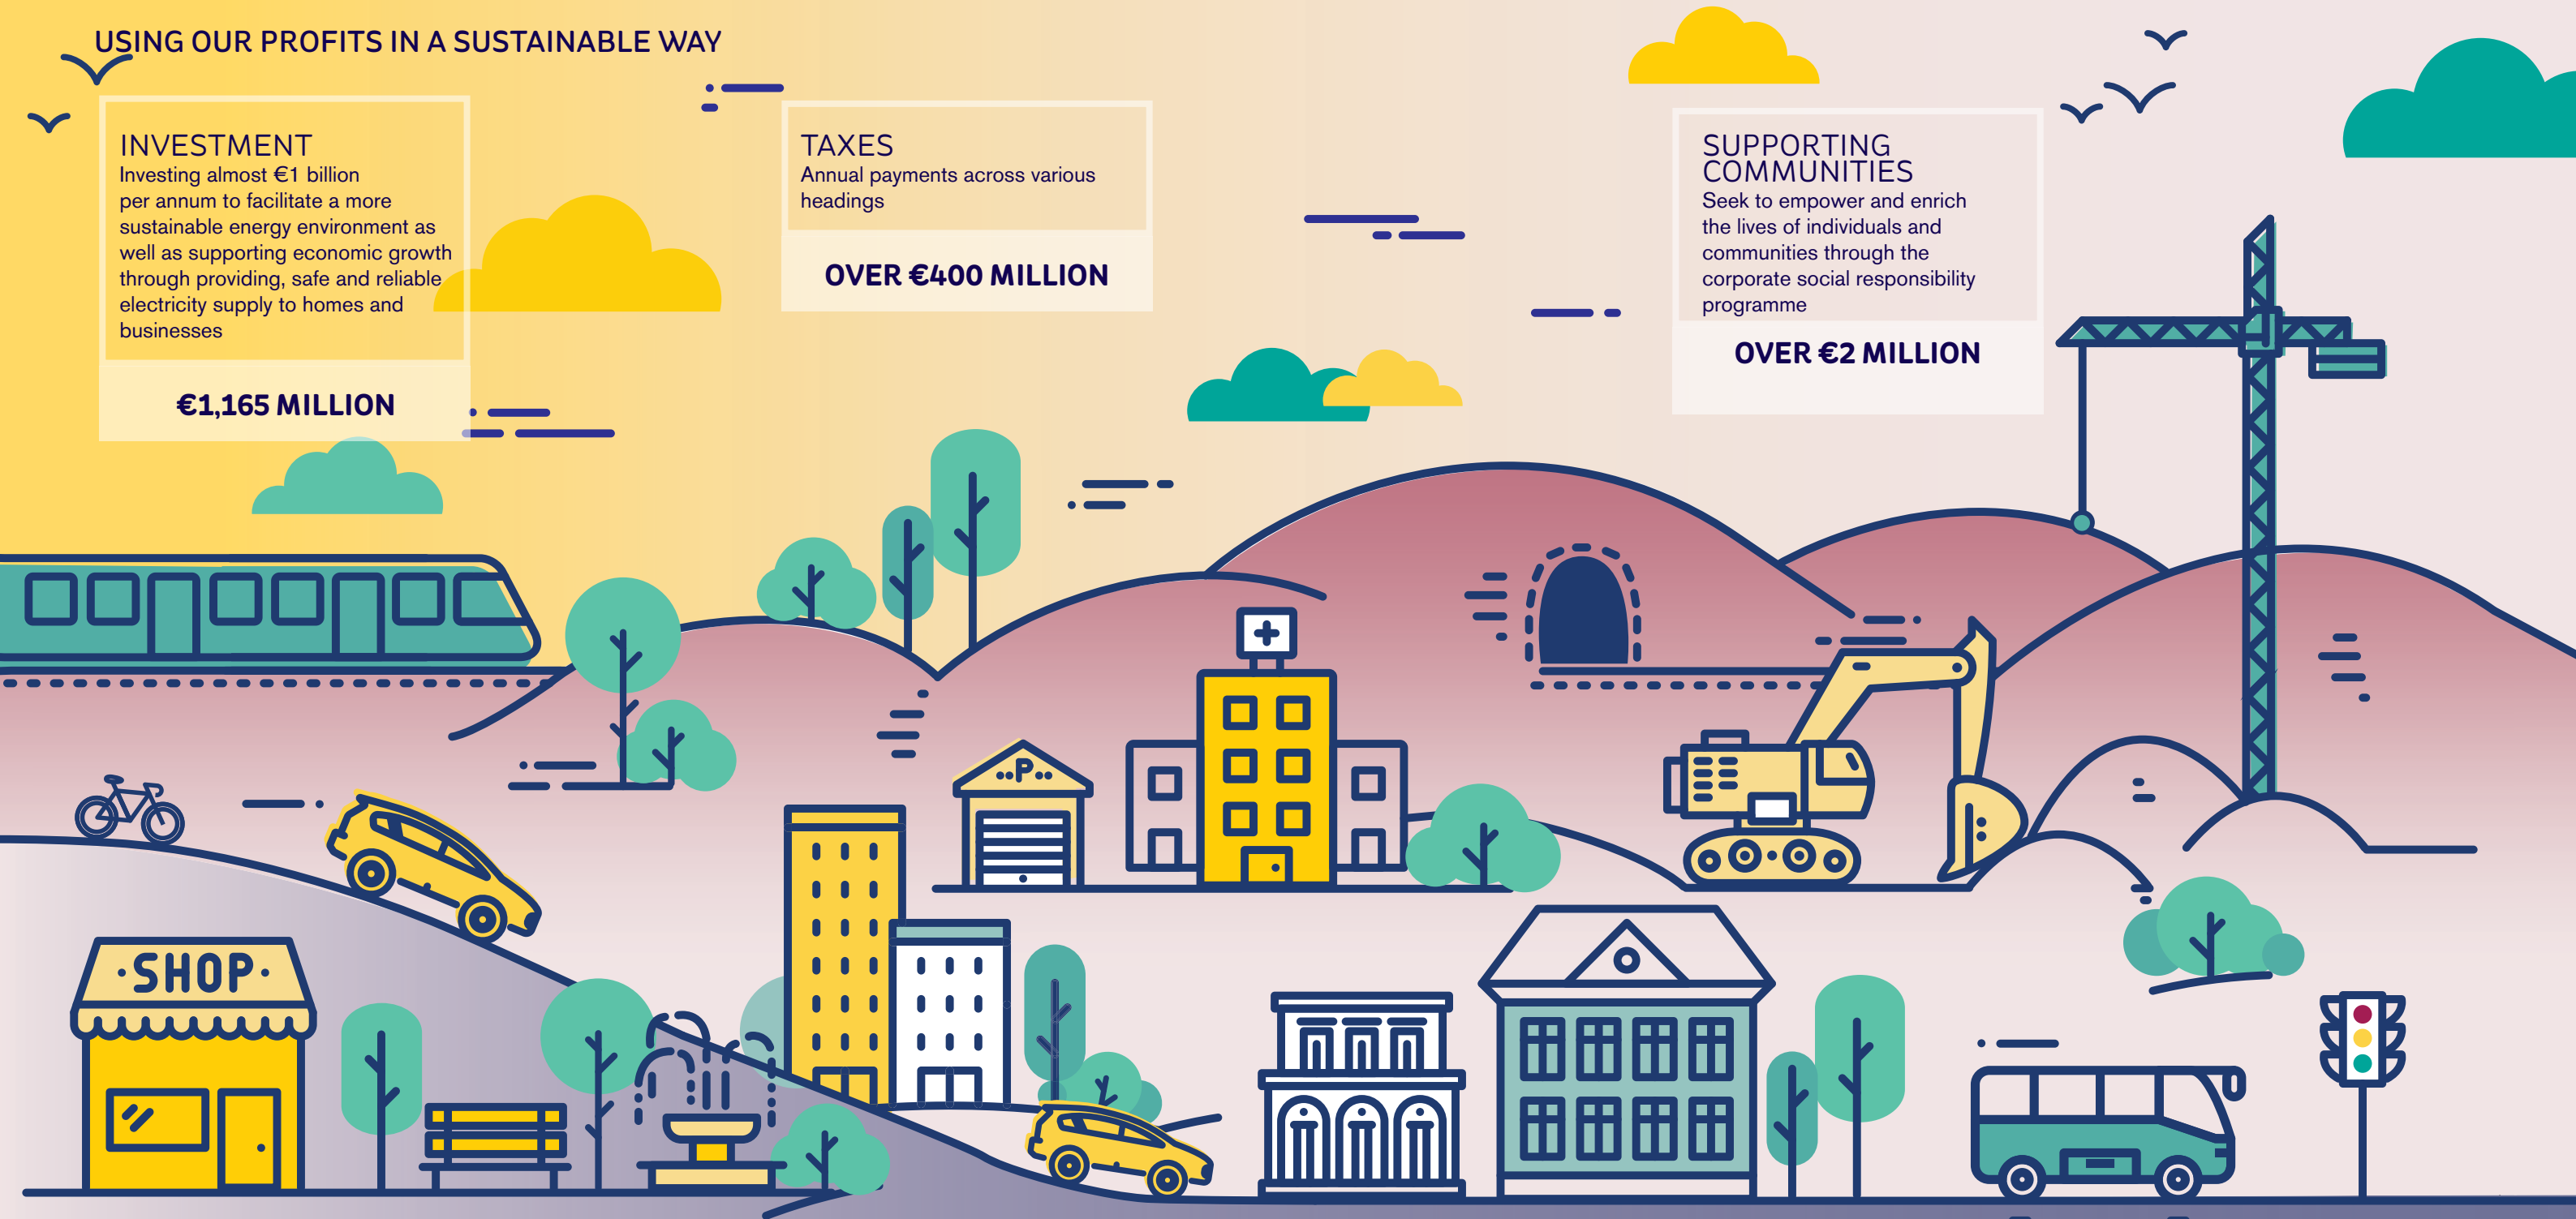 USING OUR PROFITS IN A SUSTAINABLE WAY
INVESTMENT
Investing almost €1 billion
per annum to facilitate a more
sustainable energy environment as
well as supporting economic growth
through providing, safe and reliable
electricity supply to homes and
businesses
€1,165 MILLION
TAXES
Annual payments across various
headings
OVER €400 MILLION
SUPPORTING
COMMUNITIES
Seek to empower and enrich
the lives of individuals and
communities through the
corporate social responsibility
programme
OVER €2 MILLION
··P··
·SHOP·